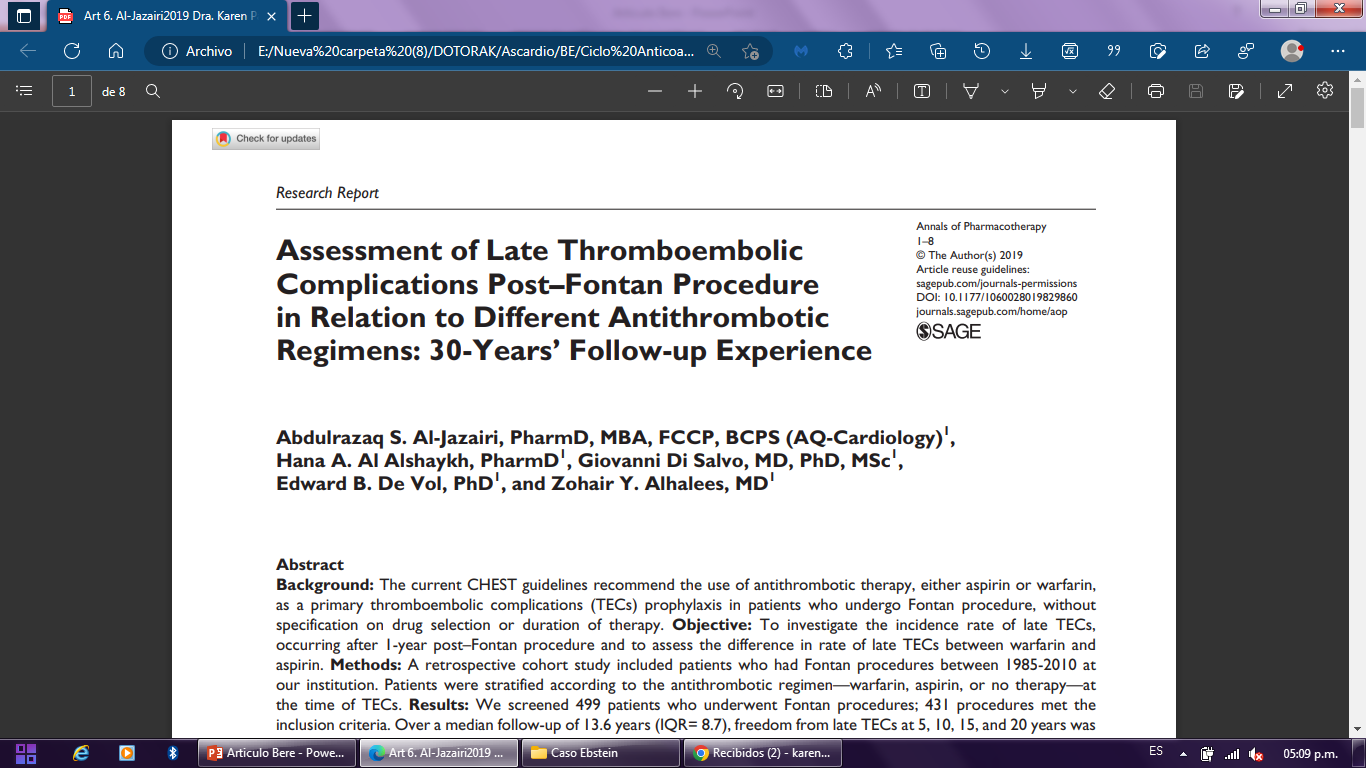 Art 6. Al-Jazairi2019 Dra. Karen P.
Archivo
E:/Nueva%20carpeta%20(8)/DOTORAK/Ascardio/BE/Ciclo%20Anticoa...
1 de 8
Check for updates
Research Report
Annals of Pharmacotherapy
1–8
© The Author(s) 2019
Article reuse guidelines:
sagepub.com/journals-permissions
DOI: 10.1177/1060028019829860
journals.sagepub.com/home/aop
SAGE
Assessment of Late Thromboembolic
Complications Post–Fontan Procedure
in Relation to Different Antithrombotic
Regimens: 30-Years’ Follow-up Experience
Abdulrazaq S. Al-Jazairi, PharmD, MBA, FCCP, BCPS (AQ-Cardiology)1,
Hana A. Al Alshaykh, PharmD1, Giovanni Di Salvo, MD, PhD, MSc1,
Edward B. De Vol, PhD1, and Zohair Y. Alhalees, MD1
Abstract
Background: The current CHEST guidelines recommend the use of antithrombotic therapy, either aspirin or warfarin,
as a primary thromboembolic complications (TECs) prophylaxis in patients who undergo Fontan procedure, without
specification on drug selection or duration of therapy. Objective: To investigate the incidence rate of late TECs,
occurring after 1-year post–Fontan procedure and to assess the difference in rate of late TECs between warfarin and
aspirin. Methods: A retrospective cohort study included patients who had Fontan procedures between 1985-2010 at
our institution. Patients were stratified according to the antithrombotic regimen—warfarin, aspirin, or no therapy—at
the time of TECs. Results: We screened 499 patients who underwent Fontan procedures; 431 procedures met the
inclusion criteria. Over a median follow-up of 13.6 years (IQR= 8.7), freedom from late TECs at 5, 10, 15, and 20 years was
Articulo Bere - Powe...
Art 6. Al-Jazairi2019 ...
Caso Ebstein
Recibidos (2) - karen...
ES
05:09 p.m.